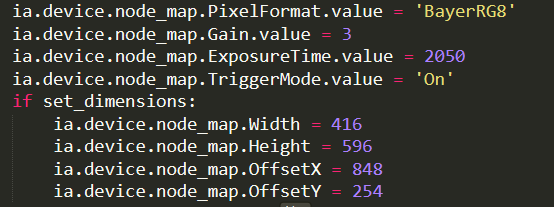 ia.device.node_map.PixelFormat.value = 'BayerRG8'
ia.device.node_map.Gain.value = 3
ia.device.node_map.ExposureTime.value = 2050
ia.device.node_map.TriggerMode.value = 'On'
if set_dimensions:
    ia.device.node_map.Width = 416
    ia.device.node_map.Height = 596
    ia.device.node_map.OffsetX = 848
    ia.device.node_map.OffsetY = 254